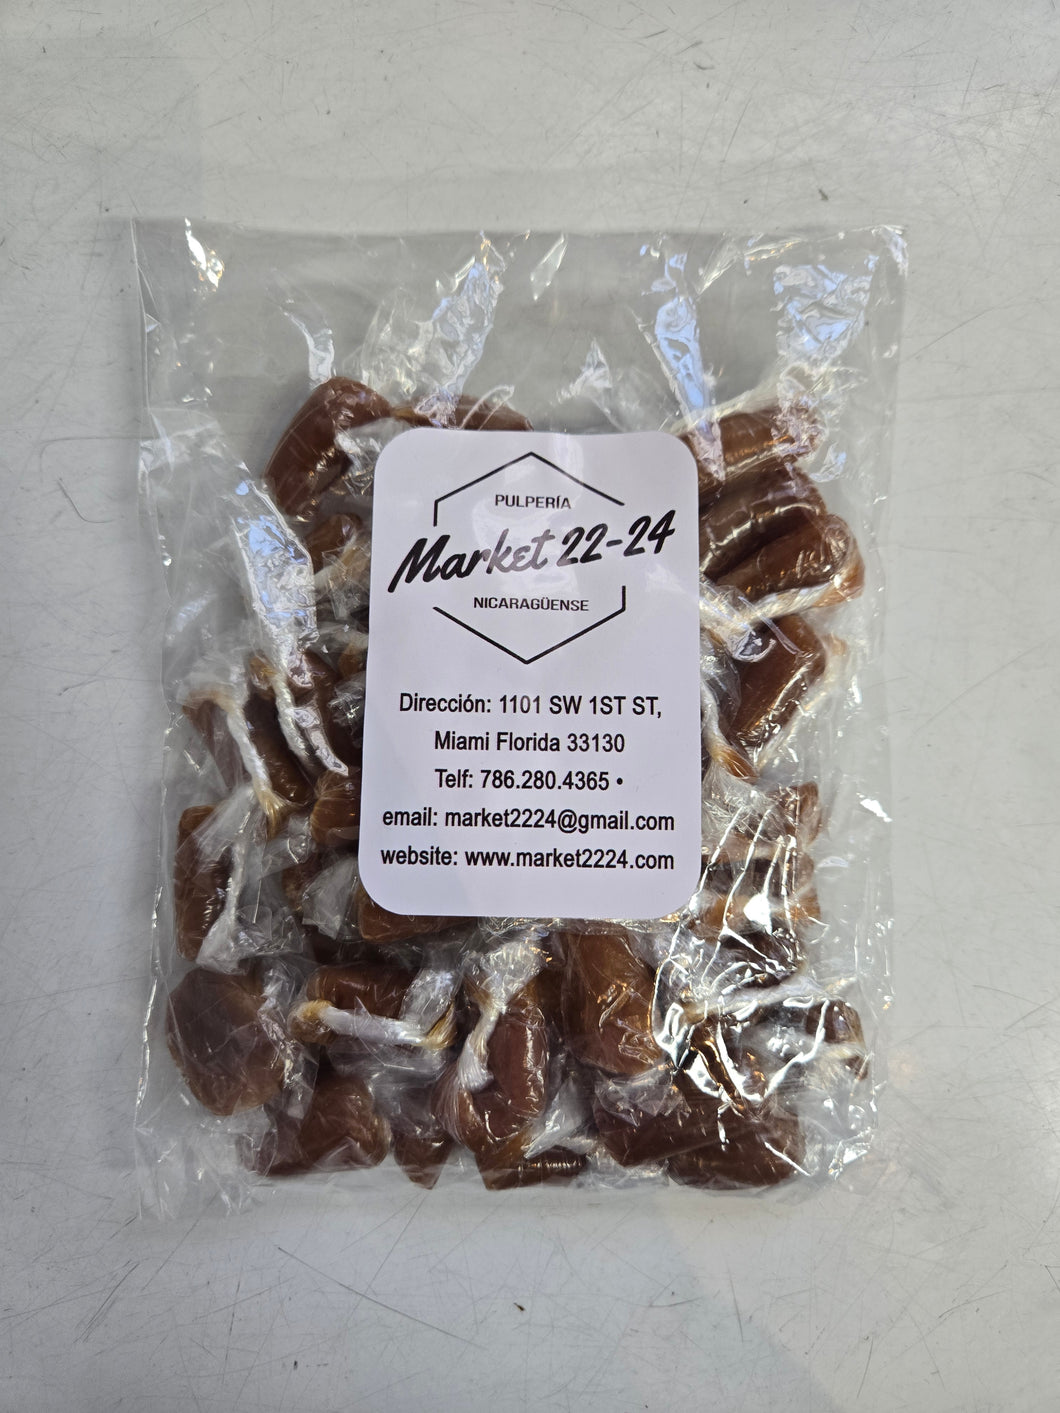 PULPERÍA
Market 22-24
NICARAGÜENSE
Dirección: 1101 SW 1ST ST,
Miami Florida 33130
Telf: 786.280.4365 •
email: market2224@gmail.com
website: www.market2224.com